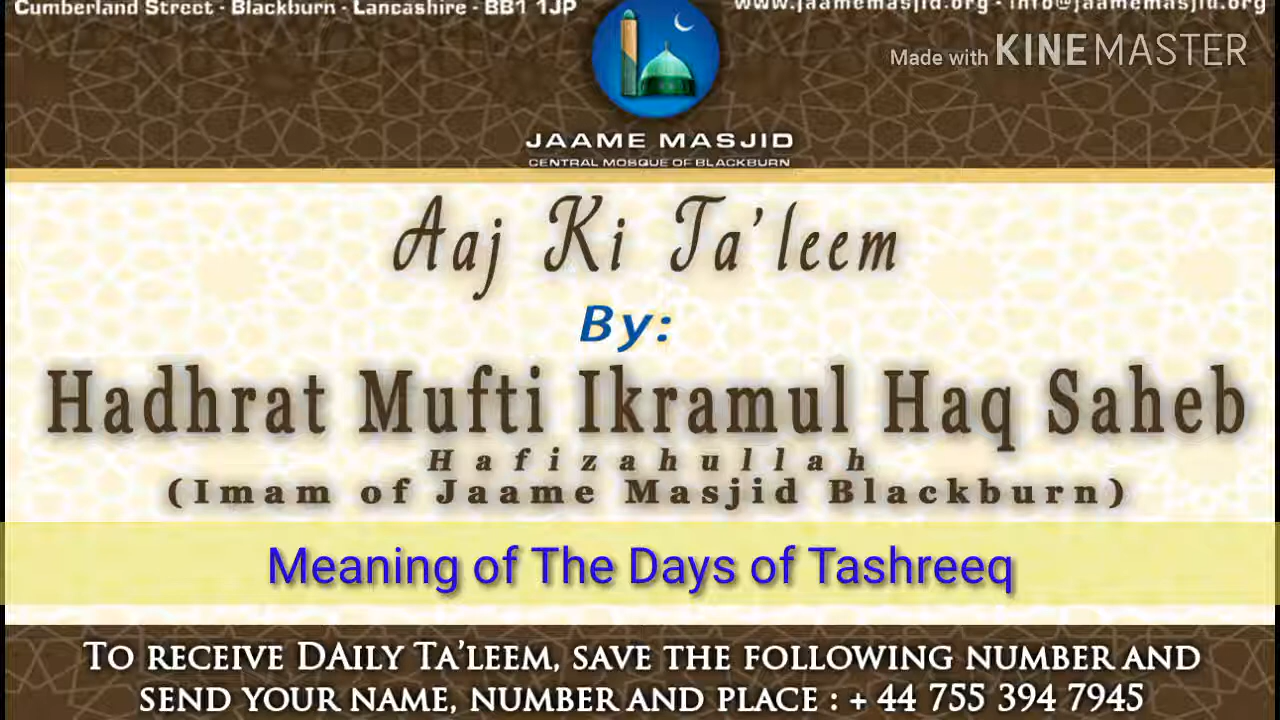 Cumberland Street - Blackburn - Lancashire - BB1 1JP
www.jaamemasjid.org - info@jaamemasjid.org
Made with KINEMASTER
JAAME MASJID
CENTRAL MOSQUE OF BLACKBURN
Aaj Ki Ta'leem
By:
Hadhrat Mufti Ikramul Haq Saheb
Hafizahullah
(Imam of Jaame Masjid Blackburn)
Meaning of The Days of Tashreeq
TO RECEIVE DAILY TA'LEEM, SAVE THE FOLLOWING NUMBER AND
SEND YOUR NAME, NUMBER AND PLACE : + 44 755 394 7945